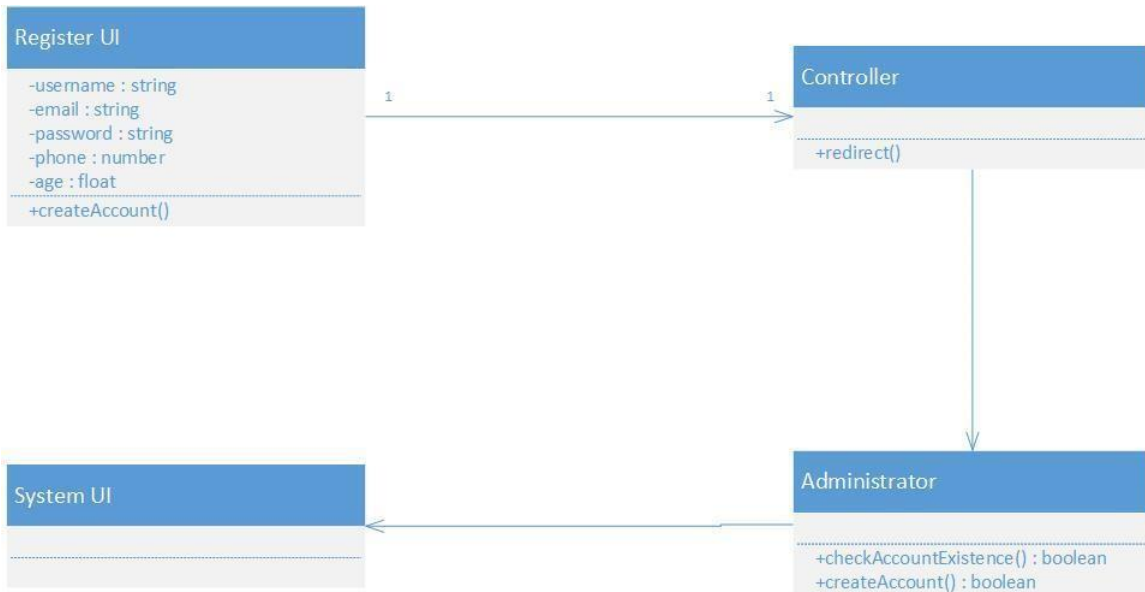 Register UI
-username : string
-email : string
-password : string
-phone : number
-age : float
+createAccount()
1
1
Controller
+redirect()
System UI
Administrator
+checkAccountExistence() : boolean
+createAccount() : boolean